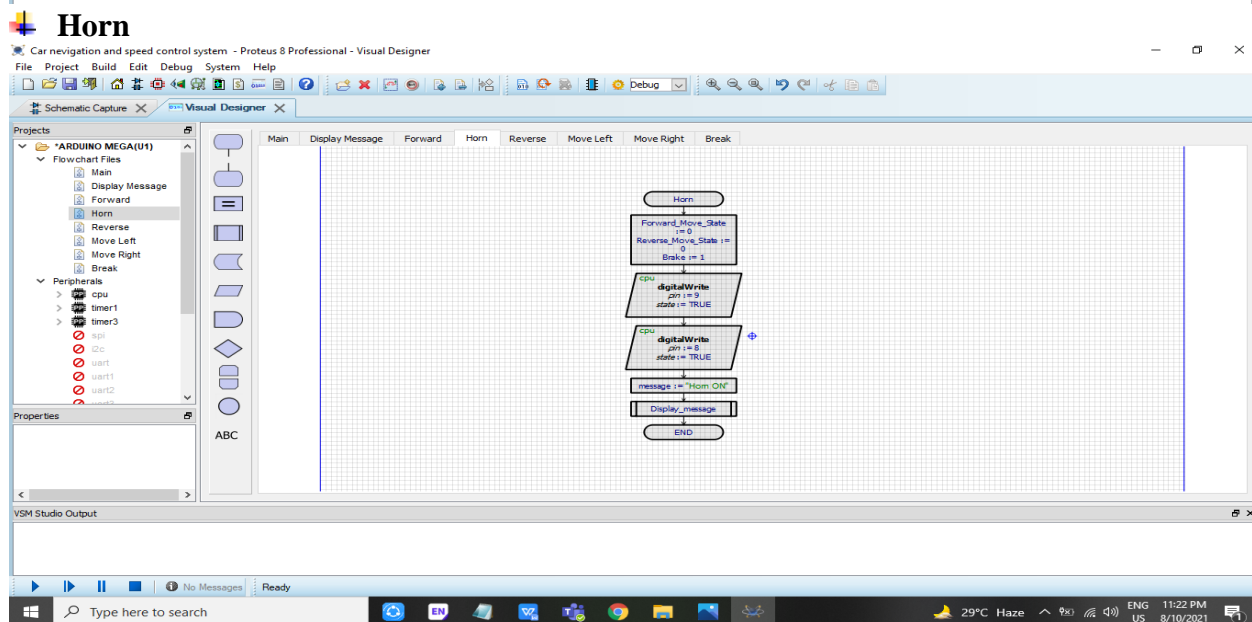 Horn
Car nevigation and speed control system - Proteus 8 Professional - Visual Designer
File Project Build Edit Debug System Help
Debug
Schematic Capture
Visual Designer
Projects
*ARDUINO MEGA(U1)
Flowchart Files
Main
Display Message
Forward
Horn
Reverse
Move Left
Move Right
Break
Peripherals
cpu
timer1
timer3
spi
i2c
uart
uart1
uart2
Properties
ABC
Main Display Message Forward Horn Reverse Move Left Move Right Break
Horn
Forward_Move_State
:= 0
Reverse_Move_State :=
0
Brake := 1
cpu
digitalWrite
pin := 9
state := TRUE
cpu
digitalWrite
pin := 8
state := TRUE
message := "Horn ON"
Display_message
END
VSM Studio Output
No Messages
Ready
Type here to search
EN
29°C Haze
ENG
US
11:22 PM
8/10/2021